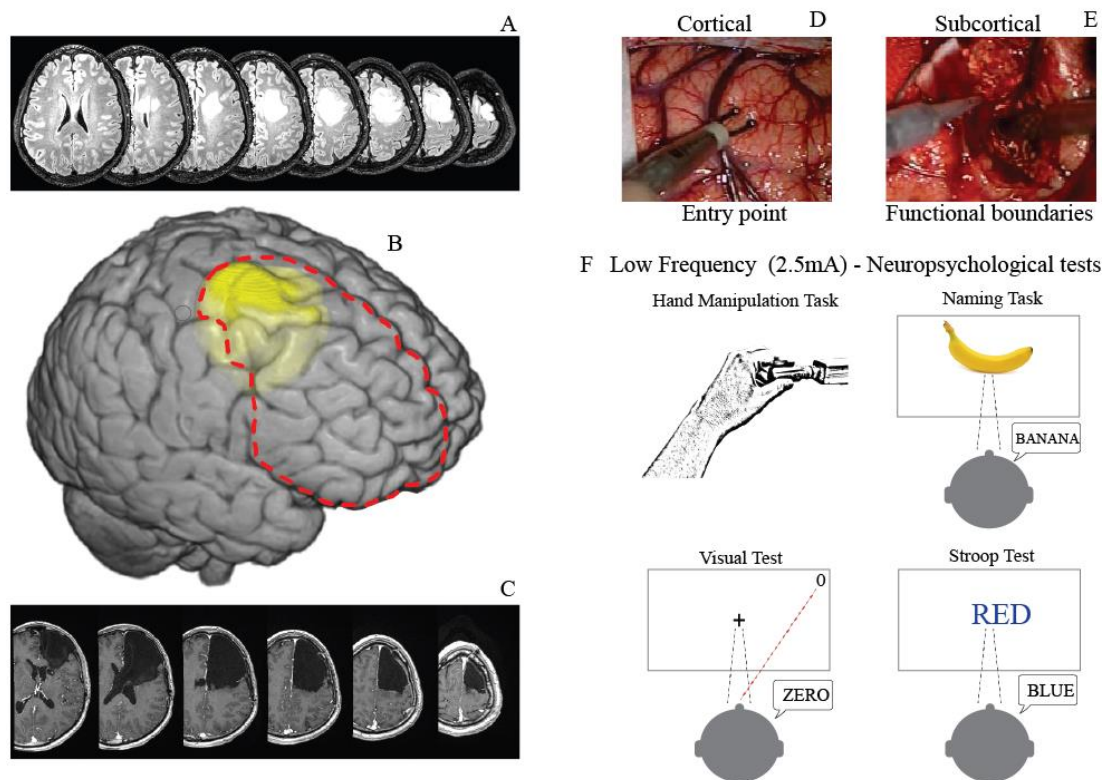 A
B
C
Cortical D
Entry point
Subcortical E
Functional boundaries
F Low Frequency (2.5mA) - Neuropsychological tests
Hand Manipulation Task
Naming Task
BANANA
Visual Test
0
+
ZERO
Stroop Test
RED
BLUE